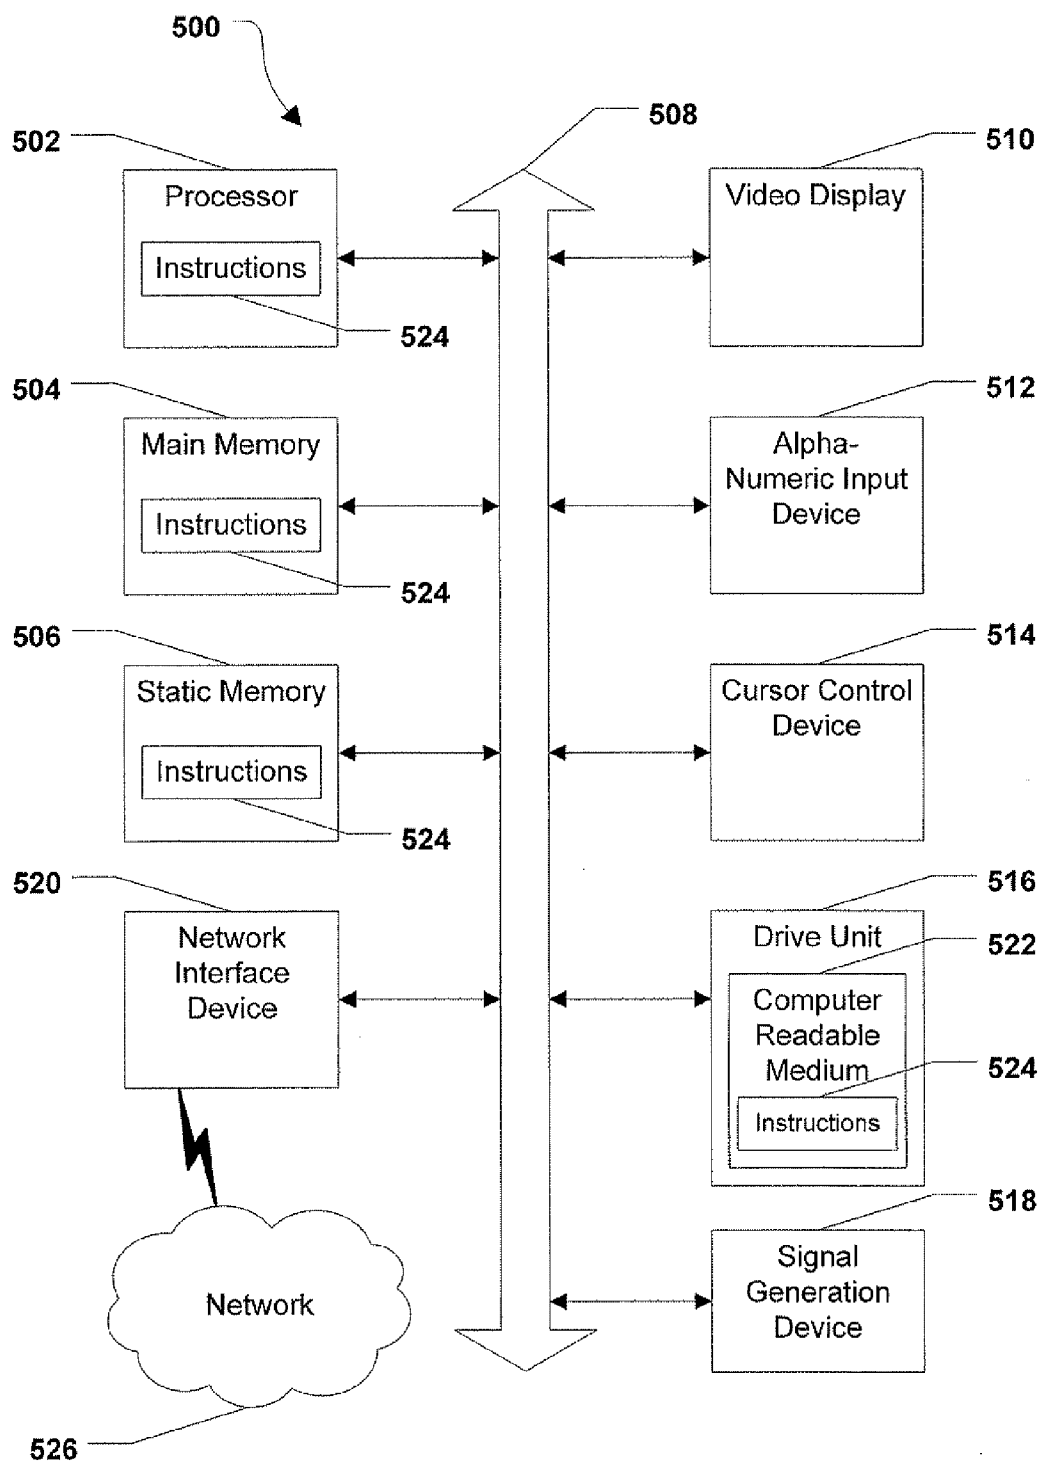 500
508
502
Processor
Instructions
524
510
Video Display
504
Main Memory
Instructions
524
512
Alpha-
Numeric Input
Device
506
Static Memory
Instructions
524
514
Cursor Control
Device
520
Network
Interface
Device
516
Drive Unit
522
Computer
Readable
Medium
524
Instructions
518
Signal
Generation
Device
Network
526